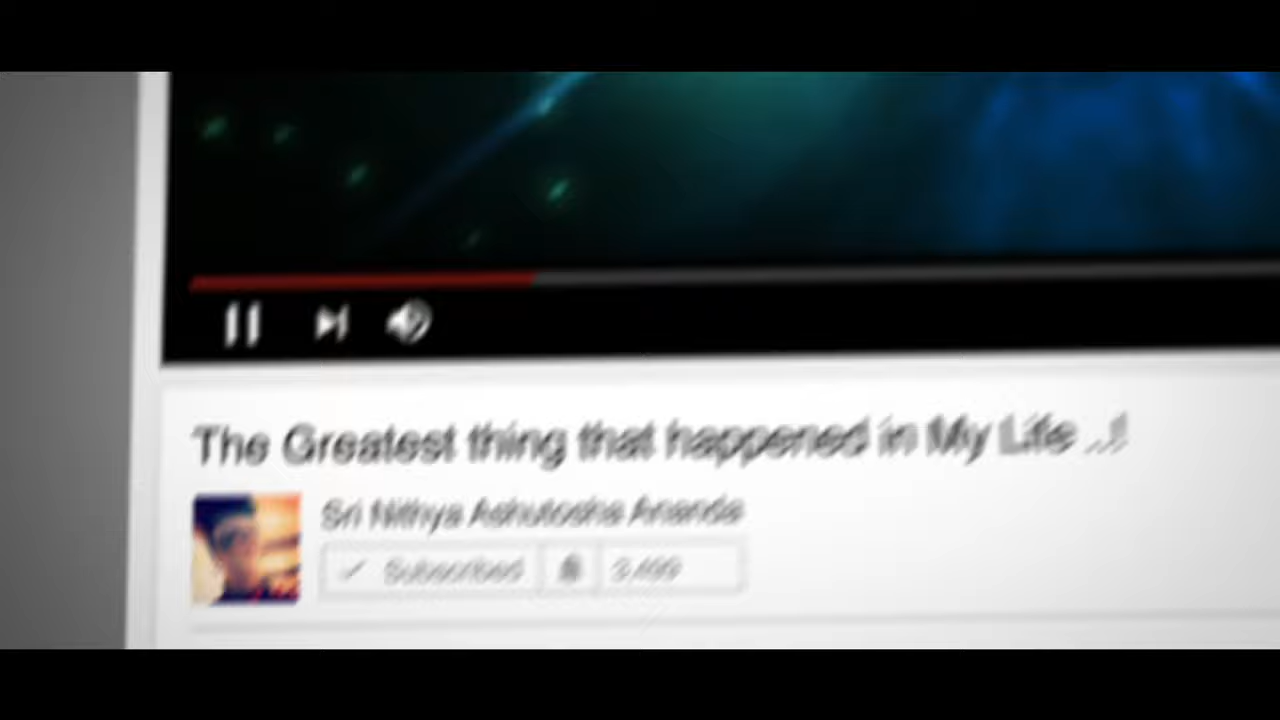 The Greatest thing that happened in My Life ..!
Sri Nithya Ashutosha Ananda
Subscribed
3,499